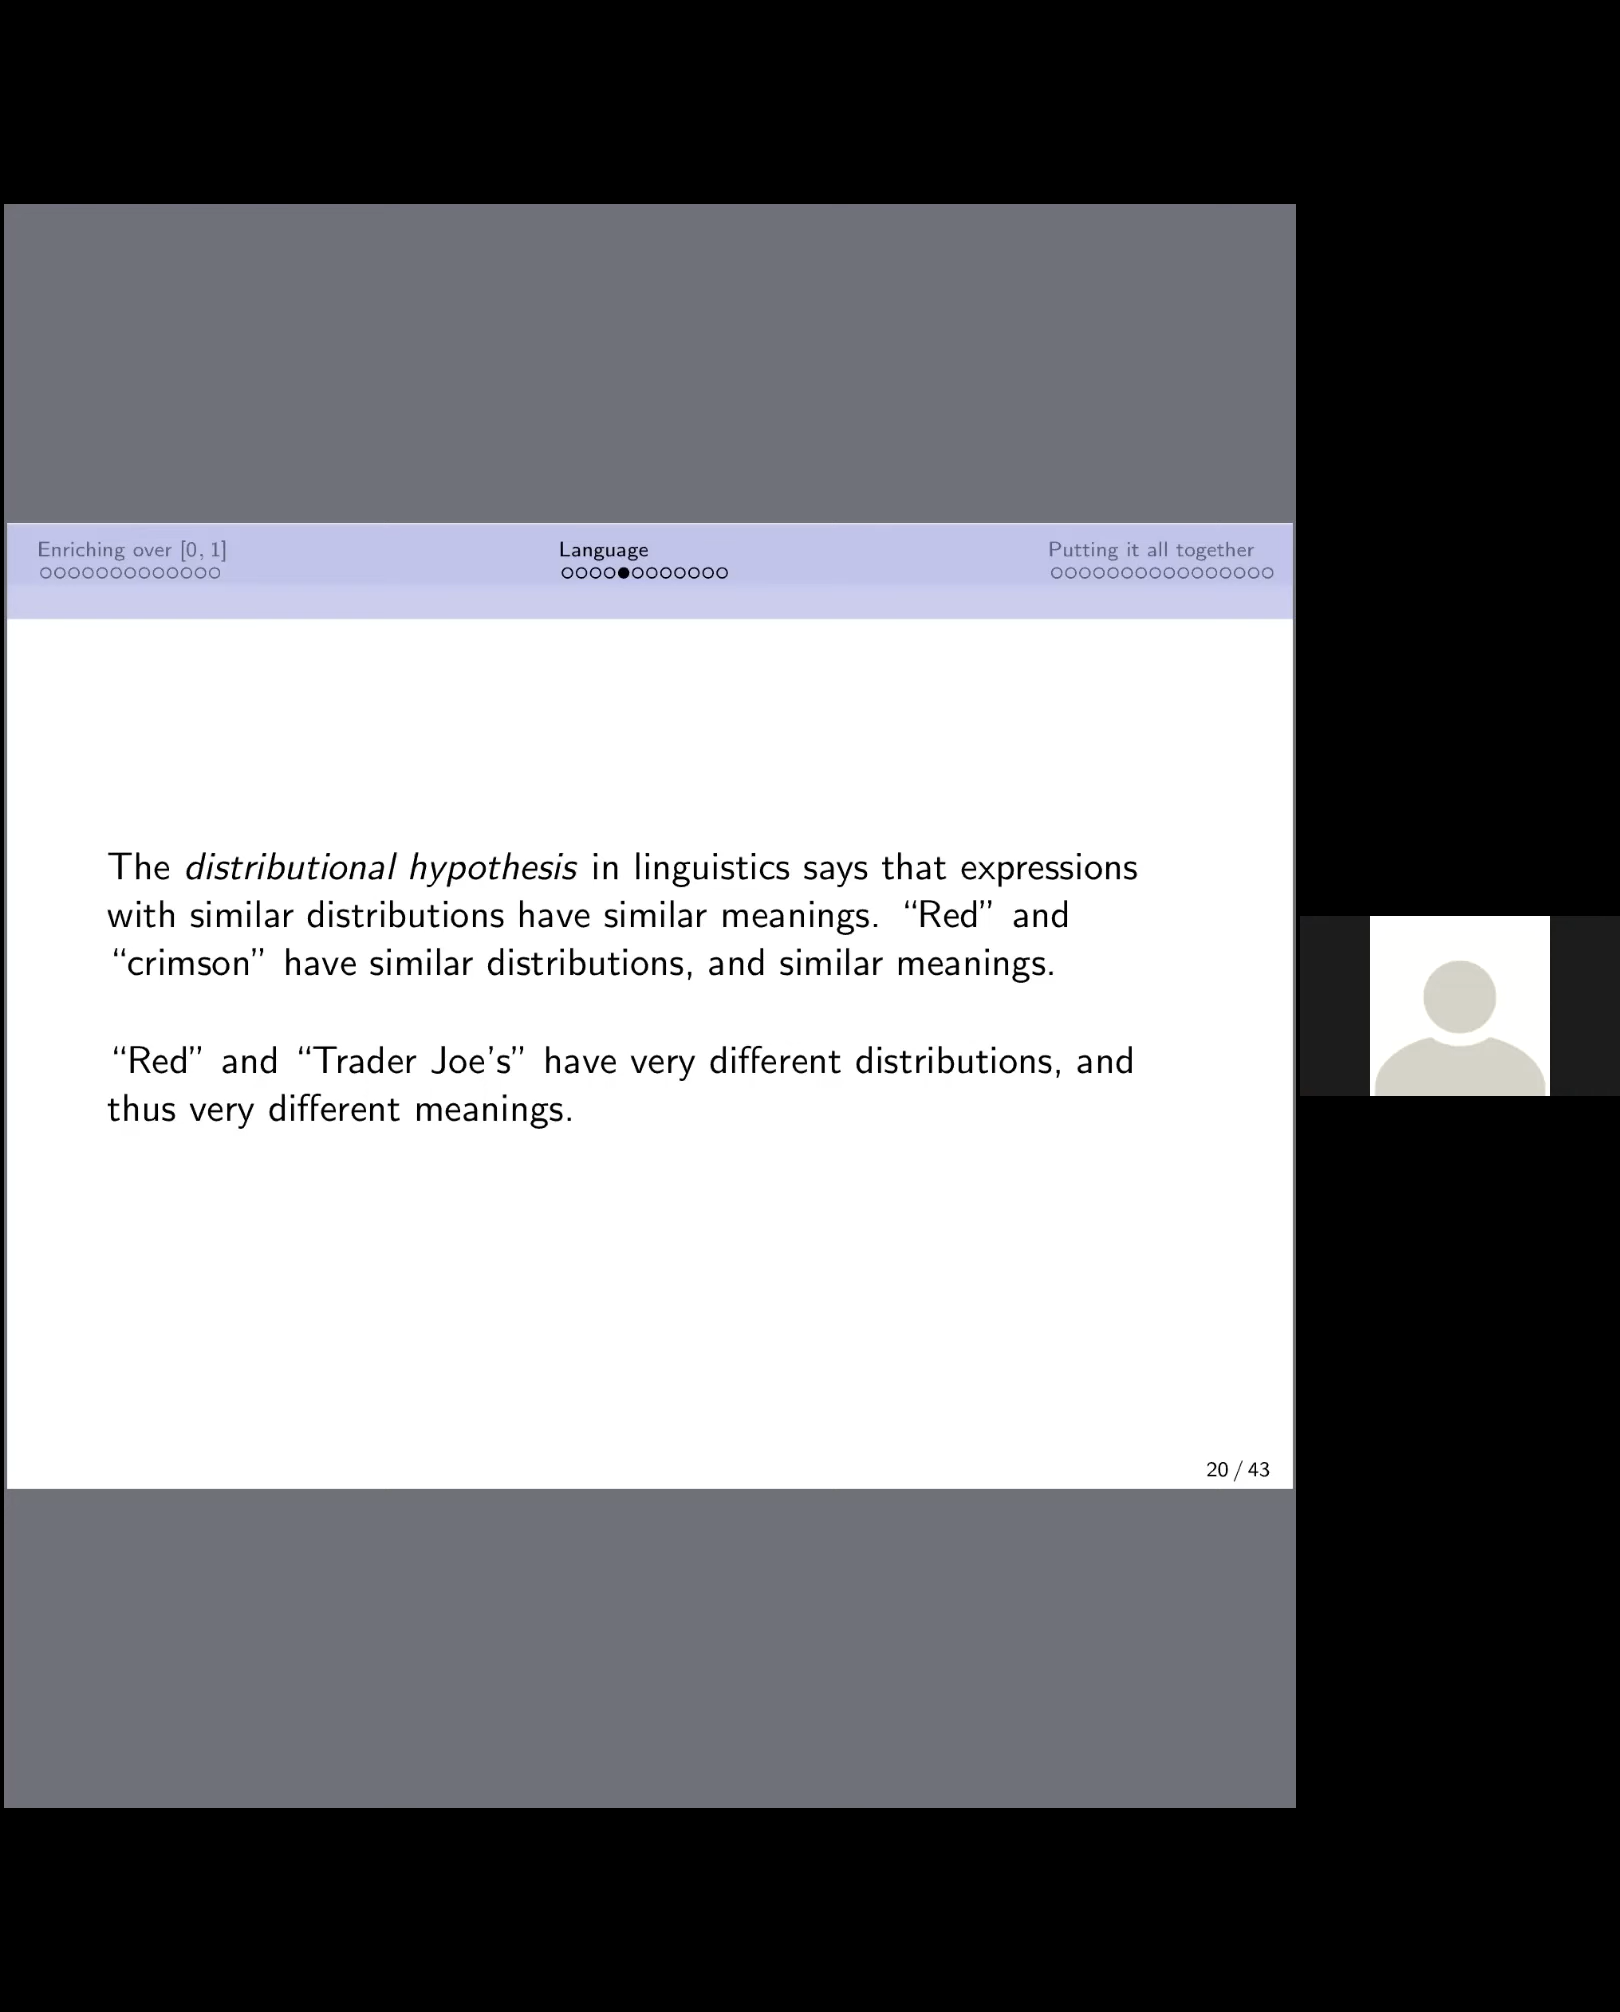 Enriching over [0, 1]
Language
Putting it all together
The distributional hypothesis in linguistics says that expressions
with similar distributions have similar meanings. “Red” and
“crimson” have similar distributions, and similar meanings.
“Red” and “Trader Joe’s” have very different distributions, and
thus very different meanings.
20 / 43